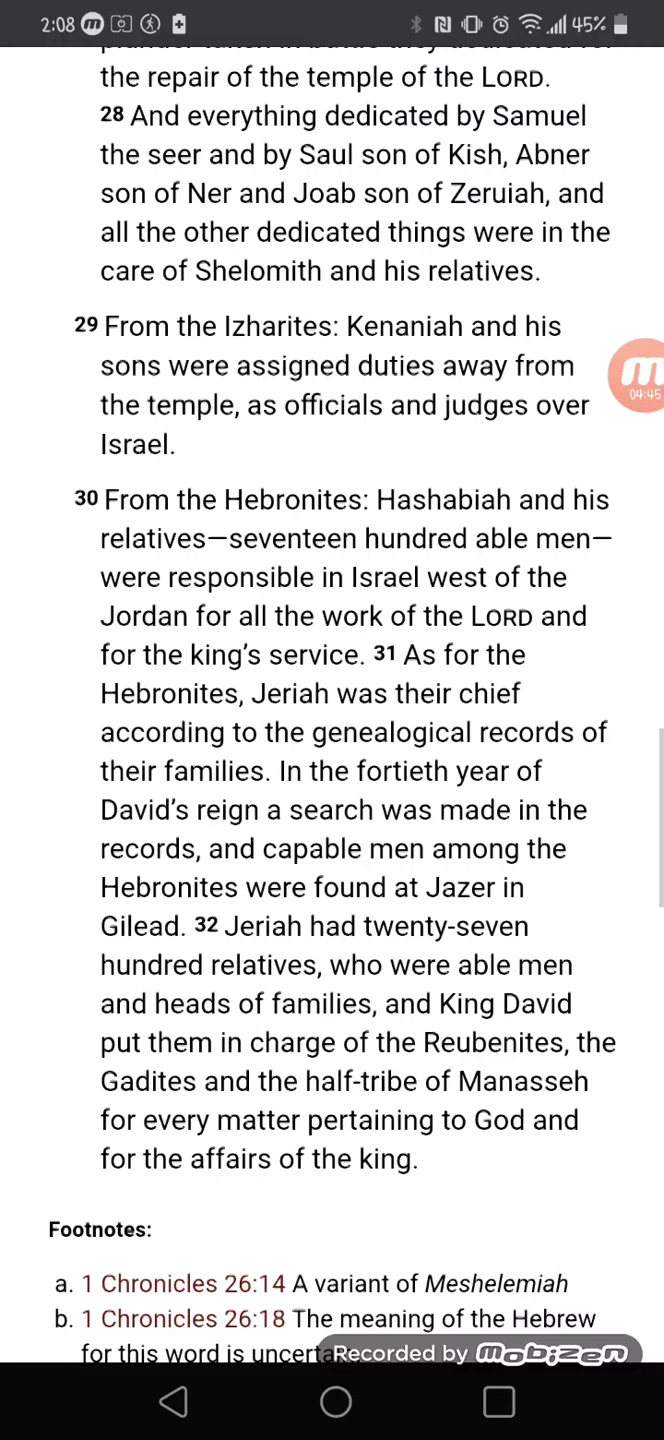 2:08 45%
the repair of the temple of the LORD.
28 And everything dedicated by Samuel
the seer and by Saul son of Kish, Abner
son of Ner and Joab son of Zeruiah, and
all the other dedicated things were in the
care of Shelomith and his relatives.
29 From the Izharites: Kenaniah and his
sons were assigned duties away from
the temple, as officials and judges over
Israel.
04:45
30 From the Hebronites: Hashabiah and his
relatives—seventeen hundred able men—
were responsible in Israel west of the
Jordan for all the work of the LORD and
for the king's service. 31 As for the
Hebronites, Jeriah was their chief
according to the genealogical records of
their families. In the fortieth year of
David's reign a search was made in the
records, and capable men among the
Hebronites were found at Jazer in
Gilead. 32 Jeriah had twenty-seven
hundred relatives, who were able men
and heads of families, and King David
put them in charge of the Reubenites, the
Gadites and the half-tribe of Manasseh
for every matter pertaining to God and
for the affairs of the king.
Footnotes:
a. 1 Chronicles 26:14 A variant of Meshelemiah
b. 1 Chronicles 26:18 The meaning of the Hebrew
for this word is
Recorded by mobizen